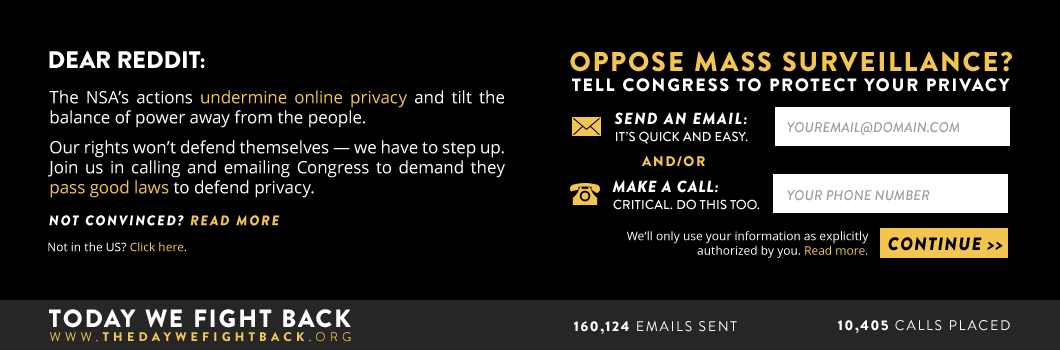 DEAR REDDIT:
The NSA's actions undermine online privacy and tilt the
balance of power away from the people.
Our rights won't defend themselves — we have to step up.
Join us in calling and emailing Congress to demand they
pass good laws to defend privacy.
NOT CONVINCED? READ MORE
Not in the US? Click here.
OPPOSE MASS SURVEILLANCE?
TELL CONGRESS TO PROTECT YOUR PRIVACY
SEND AN EMAIL:
IT'S QUICK AND EASY.
YOUREMAIL@DOMAIN.COM
AND/OR
MAKE A CALL:
CRITICAL. DO THIS TOO.
YOUR PHONE NUMBER
We'll only use your information as explicitly
authorized by you. Read more.
CONTINUE >>
TODAY WE FIGHT BACK
WWW.THEDAYWEFIGHTBACK.ORG
160,124 EMAILS SENT
10,405 CALLS PLACED